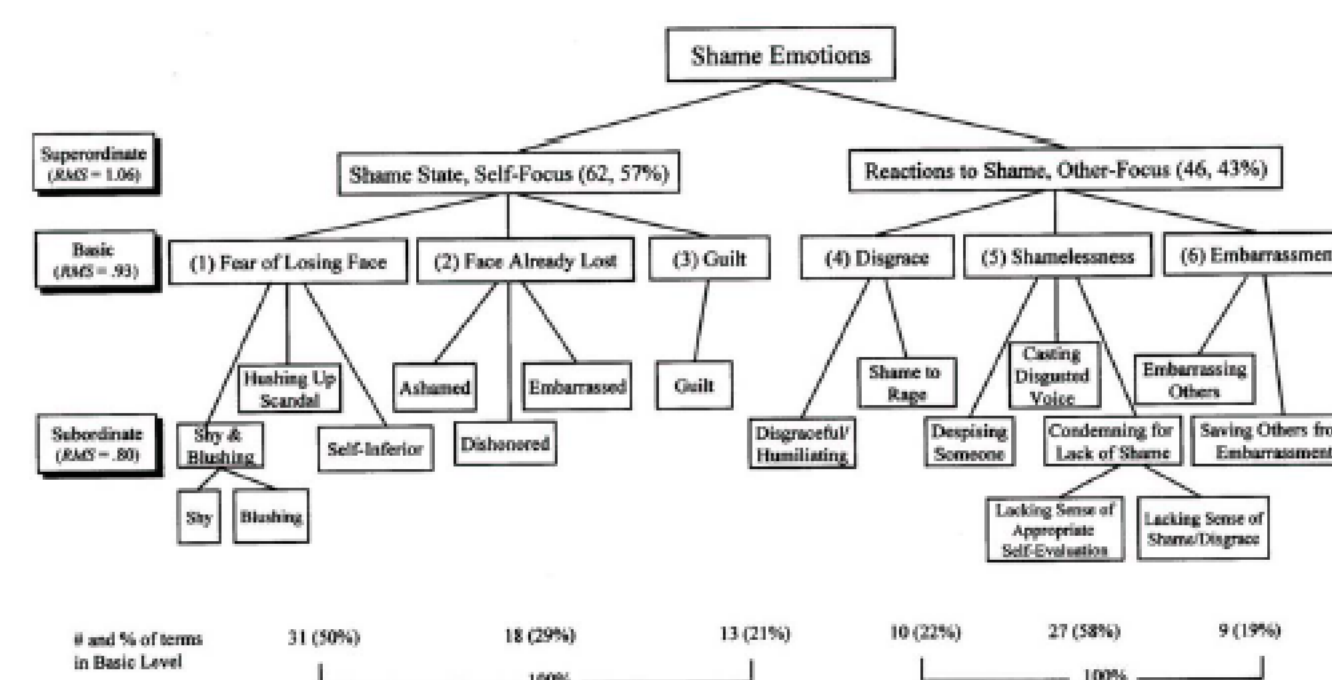 Shame Emotions
Superordinate
(RMS = 1.06)
Shame State, Self-Focus (62, 57%)
Reactions to Shame, Other-Focus (46, 43%)
Basic
(RMS = .93)
(1) Fear of Losing Face
(2) Face Already Lost
(3) Guilt
(4) Disgrace
(5) Shamelessness
(6) Embarrassmen
Hushing Up
Scandal
Ashamed
Embarrassed
Guilt
Shame to
Rage
Casting
Disgusted
Voice
Embarrassing
Others
Subordinate
(RMS = .80)
Shy &
Blushing
Self-Inferior
Dishonored
Disgraceful/
Humiliating
Despising
Someone
Condemning for
Lack of Shame
Saving Others fro
Embarrassment
Shy
Blushing
Lacking Sense of
Appropriate
Self-Evaluation
Lacking Sense of
Shame/Disgrace
# and % of terms
in Basic Level
31 (50%)
18 (29%)
13 (21%)
10 (22%)
27 (58%)
9 (19%)
100%
100%